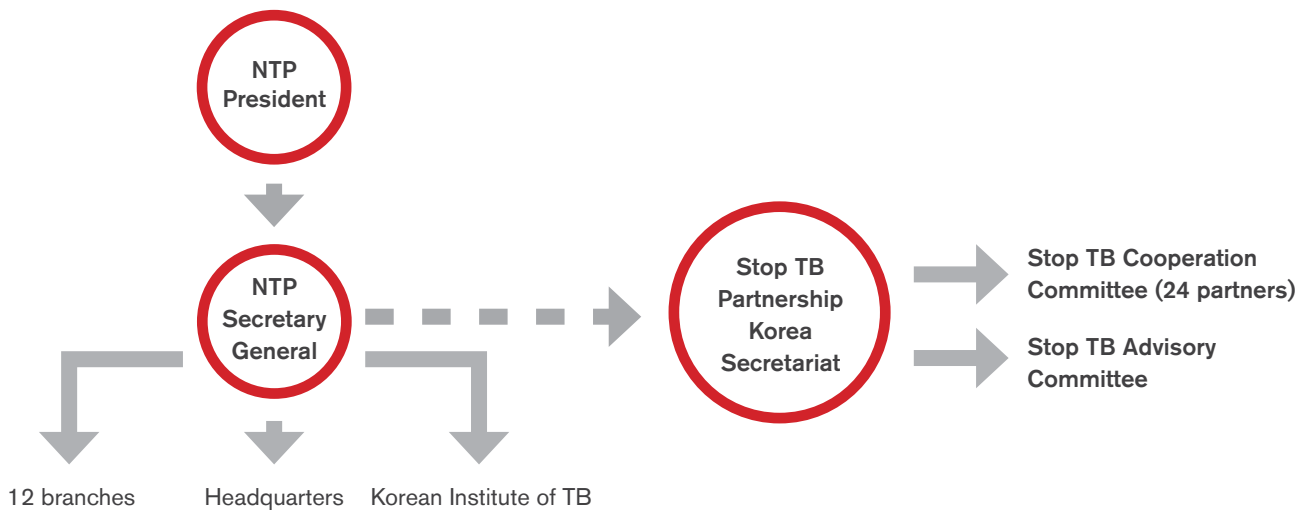 NTP
President
NTP
Secretary
General
Stop TB
Partnership
Korea
Secretariat
Stop TB Cooperation
Committee (24 partners)
Stop TB Advisory
Committee
12 branches
Headquarters
Korean Institute of TB